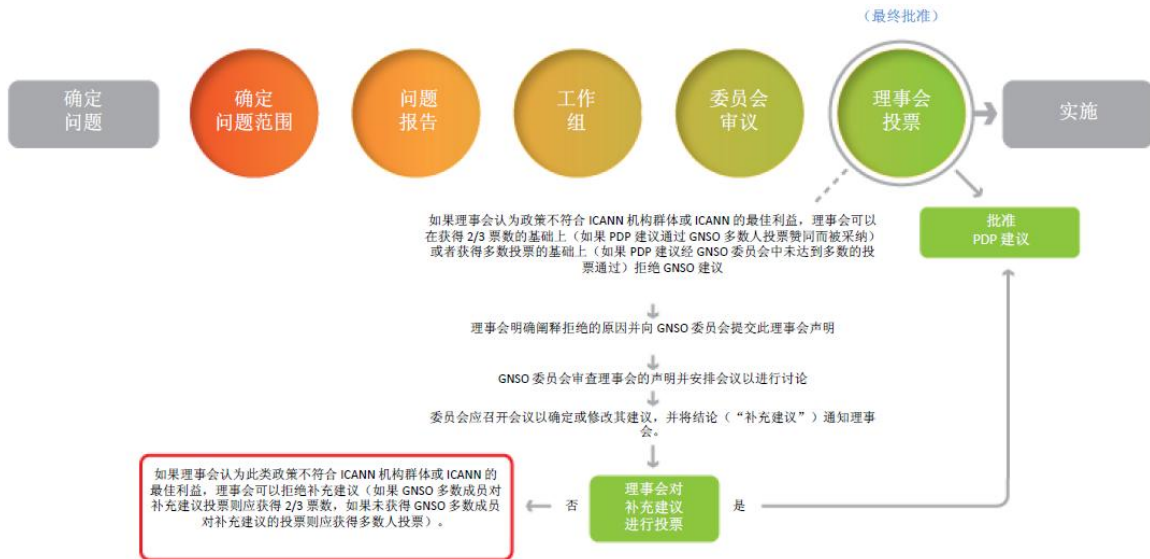 （最终批准）
确定
问题
确定
问题范围
问题
报告
工作
组
委员会
审议
理事会
投票
实施
如果理事会认为政策不符合 ICANN 机构群体或 ICANN 的最佳利益，理事会可以
在获得 2/3 票数的基础上（如果 PDP 建议通过 GNSO 多数人投票赞同而被采纳）
或者获得多数投票的基础上（如果 PDP 建议经 GNSO 委员会中未达到多数的投
票通过）拒绝 GNSO 建议
批准
PDP 建议
理事会明确阐释拒绝的原因并向 GNSO 委员会提交此理事会声明
GNSO 委员会审查理事会的声明并安排会议以进行讨论
委员会应召开会议以确定或修改其建议，并将结论（“补充建议”）通知理事
会。
如果理事会认为此类政策不符合 ICANN 机构群体或 ICANN 的
最佳利益，理事会可以拒绝补充建议（如果 GNSO 多数成员对
补充建议投票则应获得 2/3 票数，如果未获得 GNSO 多数成员
对补充建议的投票则应获得多数人投票）。
否
理事会对
补充建议
进行投票
是